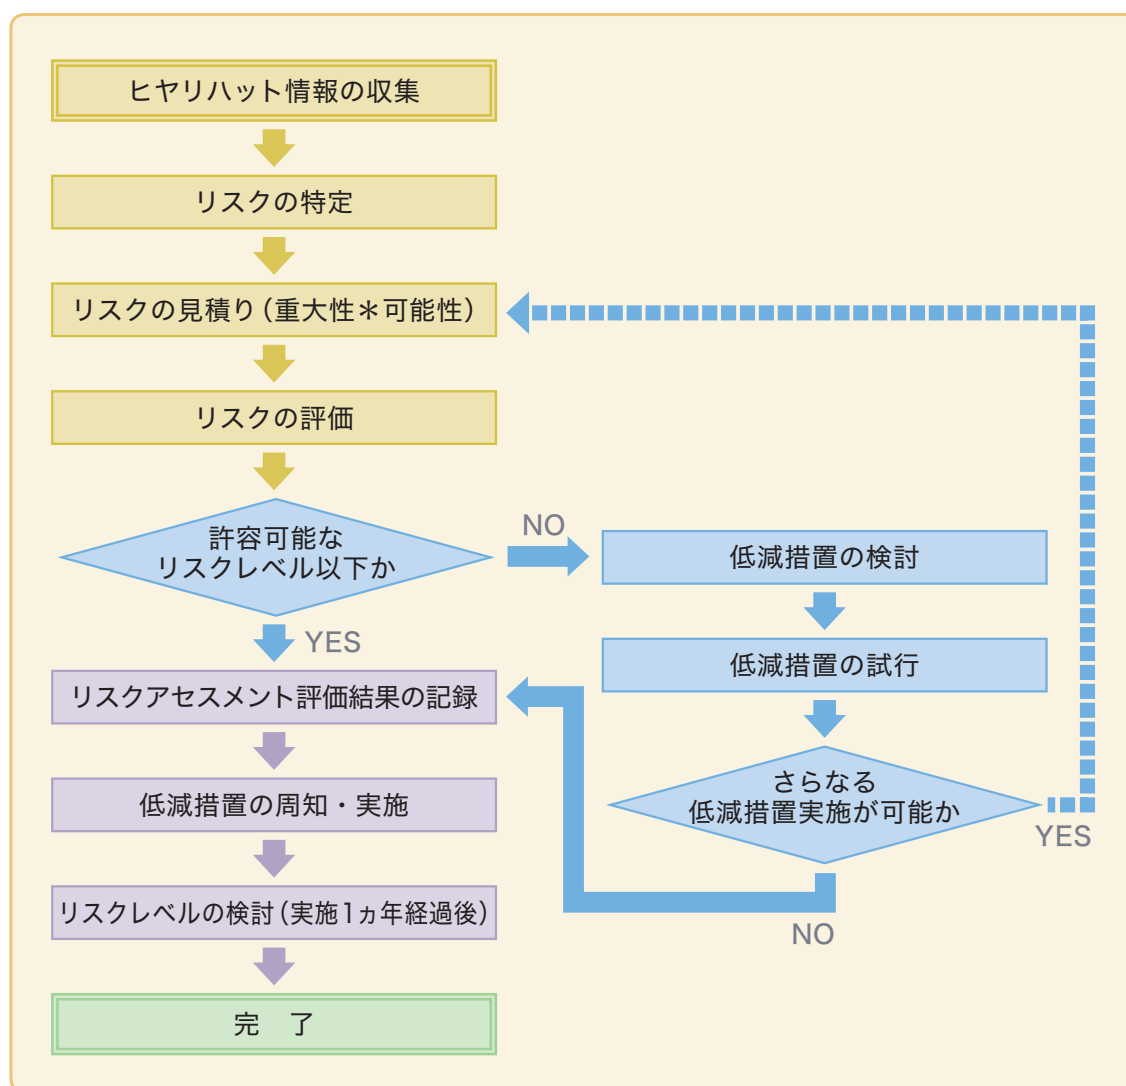 ヒヤリハット情報の収集
リスクの特定
リスクの見積り（重大性＊可能性）
リスクの評価
許容可能な
リスクレベル以下か
NO
YES
低減措置の検討
低減措置の試行
さらなる
低減措置実施が可能か
YES
NO
リスクアセスメント評価結果の記録
低減措置の周知・実施
リスクレベルの検討（実施1ヵ年経過後）
完　了